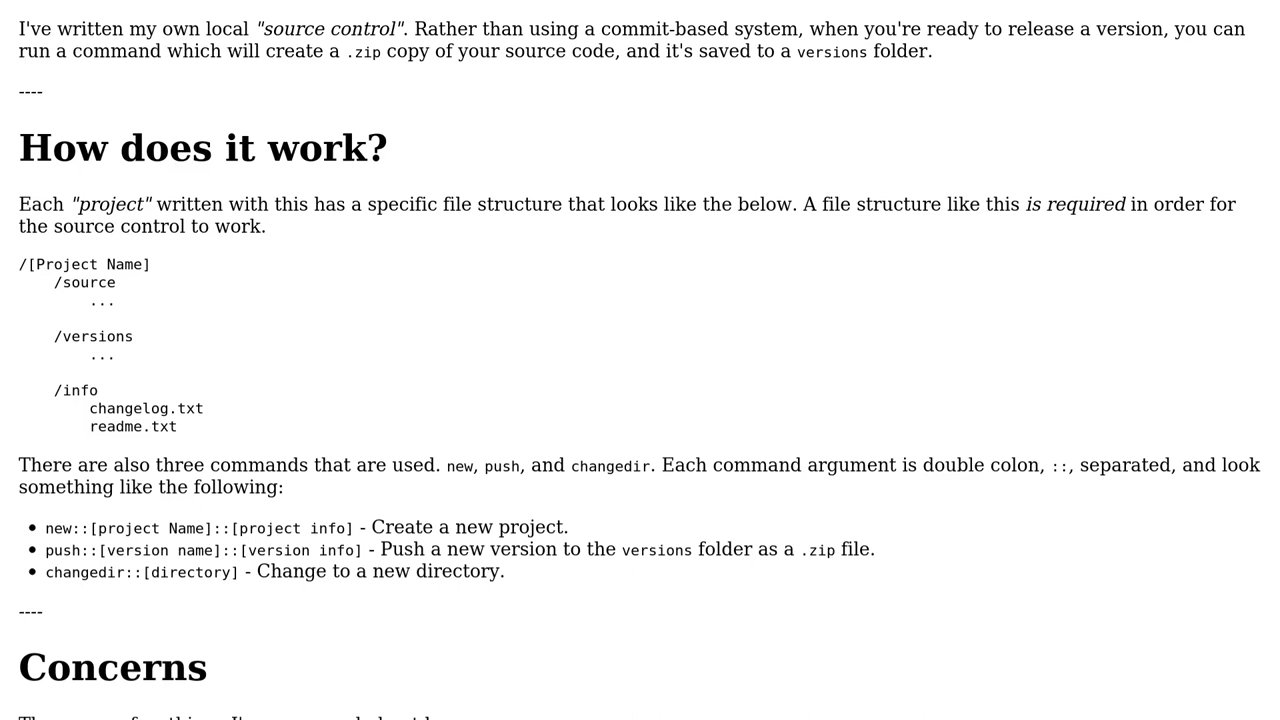 I've written my own local "source control". Rather than using a commit-based system, when you're ready to release a version, you can
run a command which will create a .zip copy of your source code, and it's saved to a versions folder.
----
How does it work?
Each "project" written with this has a specific file structure that looks like the below. A file structure like this is required in order for
the source control to work.
/[Project Name]
/source
...
/versions
...
/info
changelog.txt
readme.txt
There are also three commands that are used. new, push, and changedir. Each command argument is double colon, ::, separated, and look
something like the following:
• new::[project Name]::[project info] - Create a new project.
• push::[version name]::[version info] - Push a new version to the versions folder as a .zip file.
• changedir::[directory] - Change to a new directory.
----
Concerns